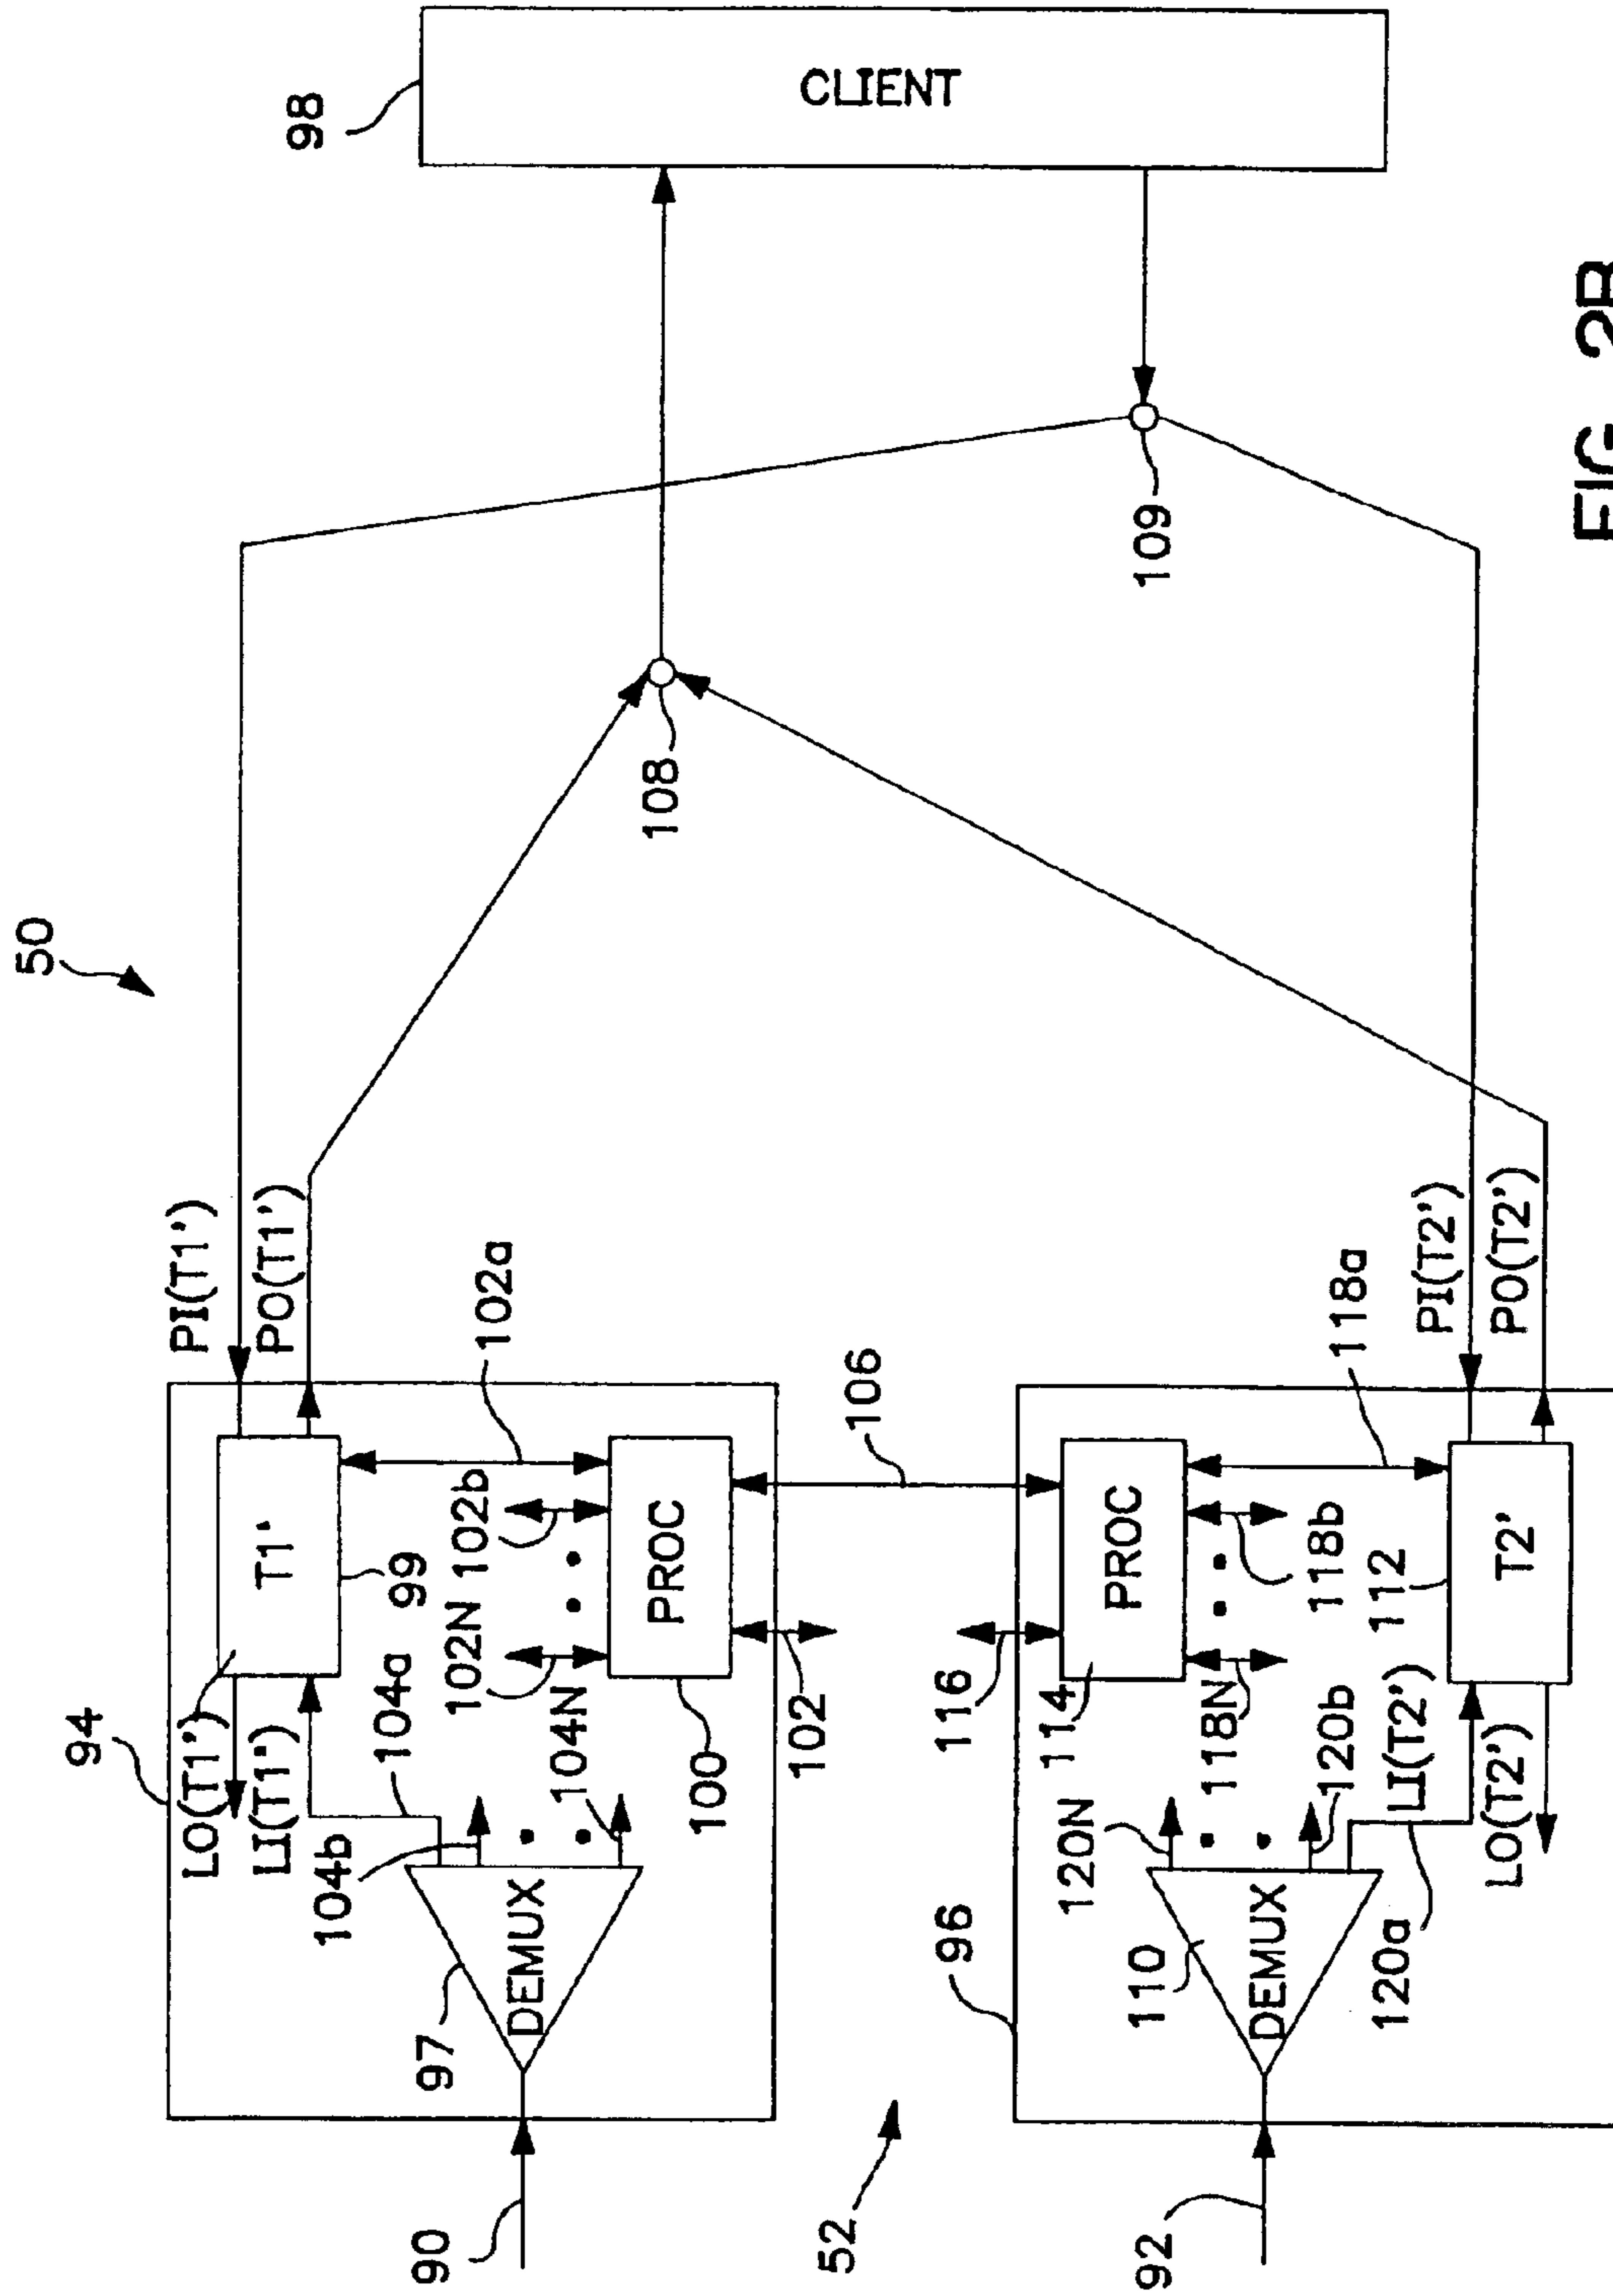 50
98
CLIENT
94
PI(T1')
PO(T1')
LO(T1')
LI(T1')
T1'
99
104a
104b
104N
102a
102b
102N
97
DEMUX
PROC
100
102
90
106
108
109
52
96
116
114
PROC
118a
118b
118N
120N
120b
120a
110
DEMUX
112
T2'
LI(T2')
LO(T2')
PI(T2')
PO(T2')
92
FIG. 2B